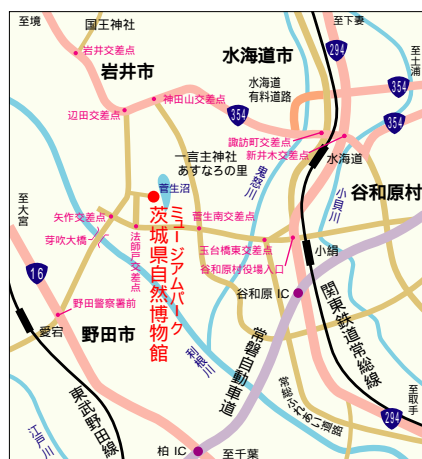 至境
国王神社
岩井交差点
岩井市
水海道市
至下妻
294
至土浦
354
神田山交差点
水海道
有料道路
354
354
辺田交差点
諏訪町交差点
新井木交差点
水海道
一言主神社
あすなろの里
鬼怒川
小貝川
谷和原村
菅生沼
至大宮
矢作交差点
芽吹大橋
法師戸交差点
ミュージアムパーク
茨城県自然博物館
菅生南交差点
玉台橋東交差点
谷和原村役場入口
小絹
16
野田警察署前
愛宕
野田市
谷和原 IC
関東鉄道常総線
利根川
常磐自動車道
常総ふれあい道路
至取手
294
東武野田線
江戸川
柏 IC
至千葉